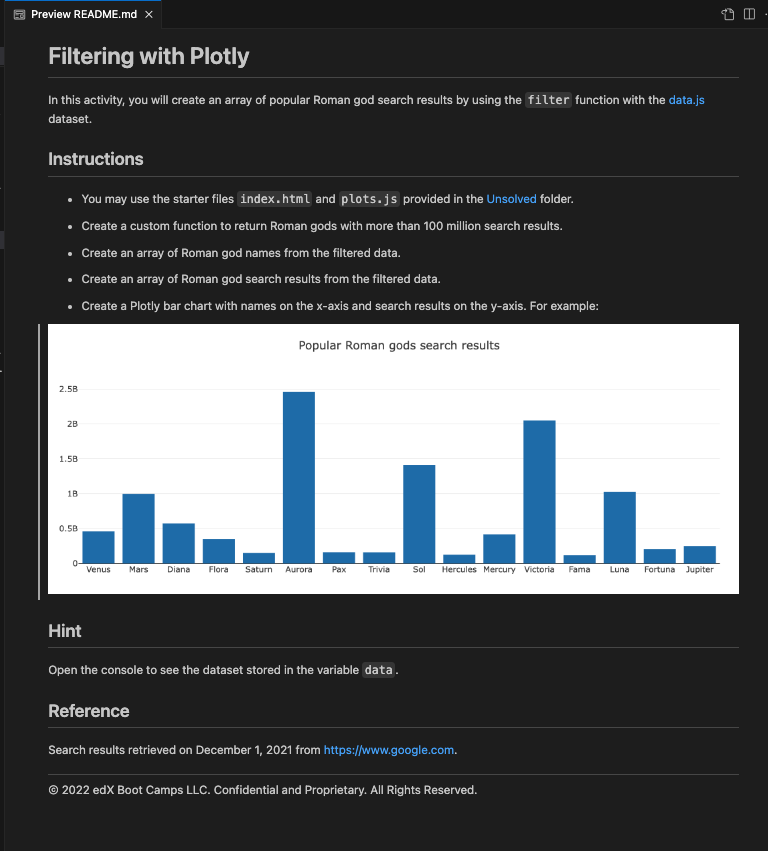 Preview README.md
Filtering with Plotly
In this activity, you will create an array of popular Roman god search results by using the filter function with the data.js
dataset.
Instructions
• You may use the starter files index.html and plots.js provided in the Unsolved folder.
• Create a custom function to return Roman gods with more than 100 million search results.
• Create an array of Roman god names from the filtered data.
• Create an array of Roman god search results from the filtered data.
• Create a Plotly bar chart with names on the x-axis and search results on the y-axis. For example:
Popular Roman gods search results
2.5B
2B
1.5B
1B
0.5B
0
Venus Mars Diana Flora Saturn Aurora Pax Trivia Sol Hercules Mercury Victoria Fama Luna Fortuna Jupiter
Hint
Open the console to see the dataset stored in the variable data.
Reference
Search results retrieved on December 1, 2021 from https://www.google.com.
© 2022 edX Boot Camps LLC. Confidential and Proprietary. All Rights Reserved.